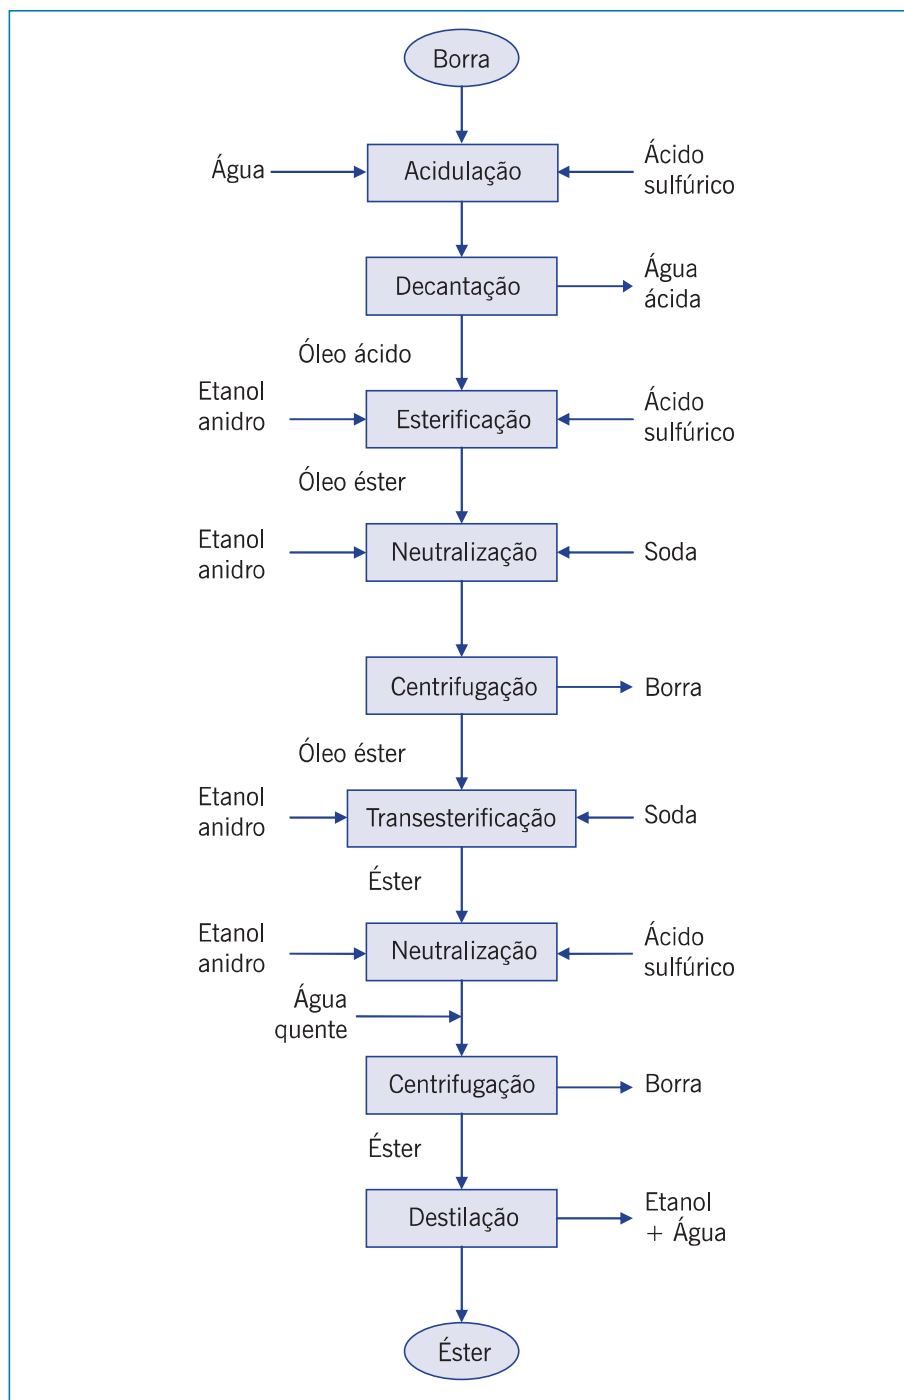 Borra
Água
Acidulação
Ácido
sulfúrico
Decantação
Água
ácida
Óleo ácido
Etanol
anidro
Esterificação
Ácido
sulfúrico
Óleo éster
Etanol
anidro
Neutralização
Soda
Centrifugação
Borra
Óleo éster
Etanol
anidro
Transesterificação
Soda
Éster
Etanol
anidro
Neutralização
Ácido
sulfúrico
Água
quente
Centrifugação
Borra
Éster
Destilação
Etanol
+ Água
Éster